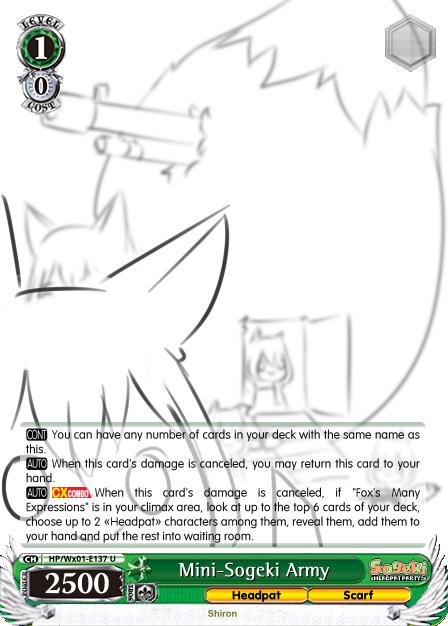 LEVEL
1
0
COST
CONT You can have any number of cards in your deck with the same name as
this.
AUTO When this card's damage is canceled, you may return this card to your
hand.
AUTO CXCOMBO When this card's damage is canceled, if "Fox's Many
Expressions" is in your climax area, look at up to the top 6 cards of your deck,
choose up to 2 «Headpat» characters among them, reveal them, add them to
your hand and put the rest into waiting room.
HP/Wx01-E137 U
POWER 2500 SOUL Mini-Sogeki Army Sogeki
HEADPAT PARTY
Headpat Scarf
Shiron